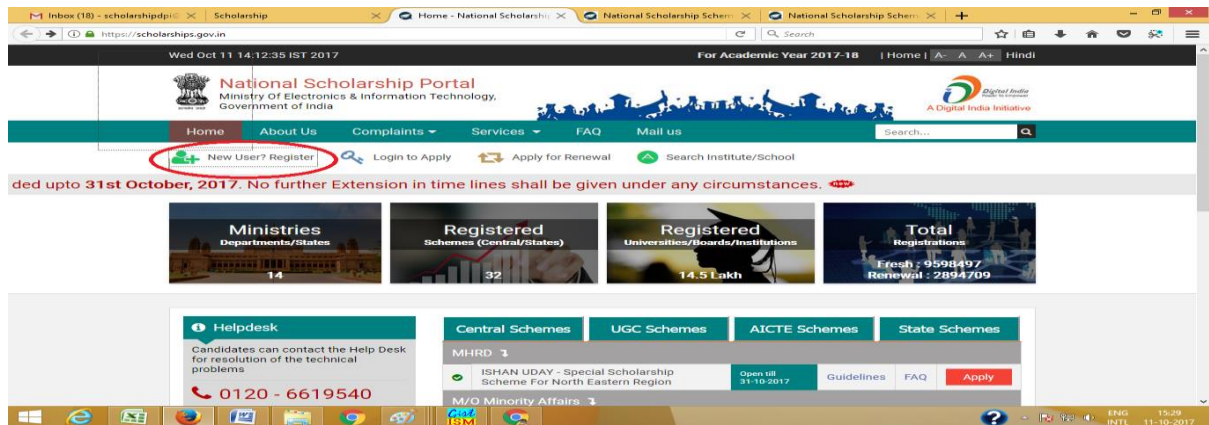 Inbox (18) - scholarshipdpi
Scholarship
Home - National Scholarship
National Scholarship Schem
National Scholarship Schem
https://scholarships.gov.in
Search
Wed Oct 11 14:12:35 IST 2017
For Academic Year 2017-18 | Home | A- A A+ Hindi
National Scholarship Portal
Ministry Of Electronics & Information Technology,
Government of India
Digital India
Power To Empower
A Digital India Initiative
Home About Us Complaints Services FAQ Mail us
Search...
New User? Register Login to Apply Apply for Renewal Search Institute/School
ded upto 31st October, 2017. No further Extension in time lines shall be given under any circumstances. new
Ministries
Departments/States
14
Registered
Schemes (Central/States)
32
Registered
Universities/Boards/Institutions
14.5 Lakh
Total
Registrations
Fresh : 9598497
Renewal : 2894709
Helpdesk
Candidates can contact the Help Desk
for resolution of the technical
problems
0120 - 6619540
Central Schemes UGC Schemes AICTE Schemes State Schemes
MHRD
ISHAN UDAY - Special Scholarship
Scheme For North Eastern Region
Open till
31-10-2017
Guidelines FAQ Apply
M/O Minority Affairs
Gist
ISM
ENG 15:29
INTL 11-10-2017